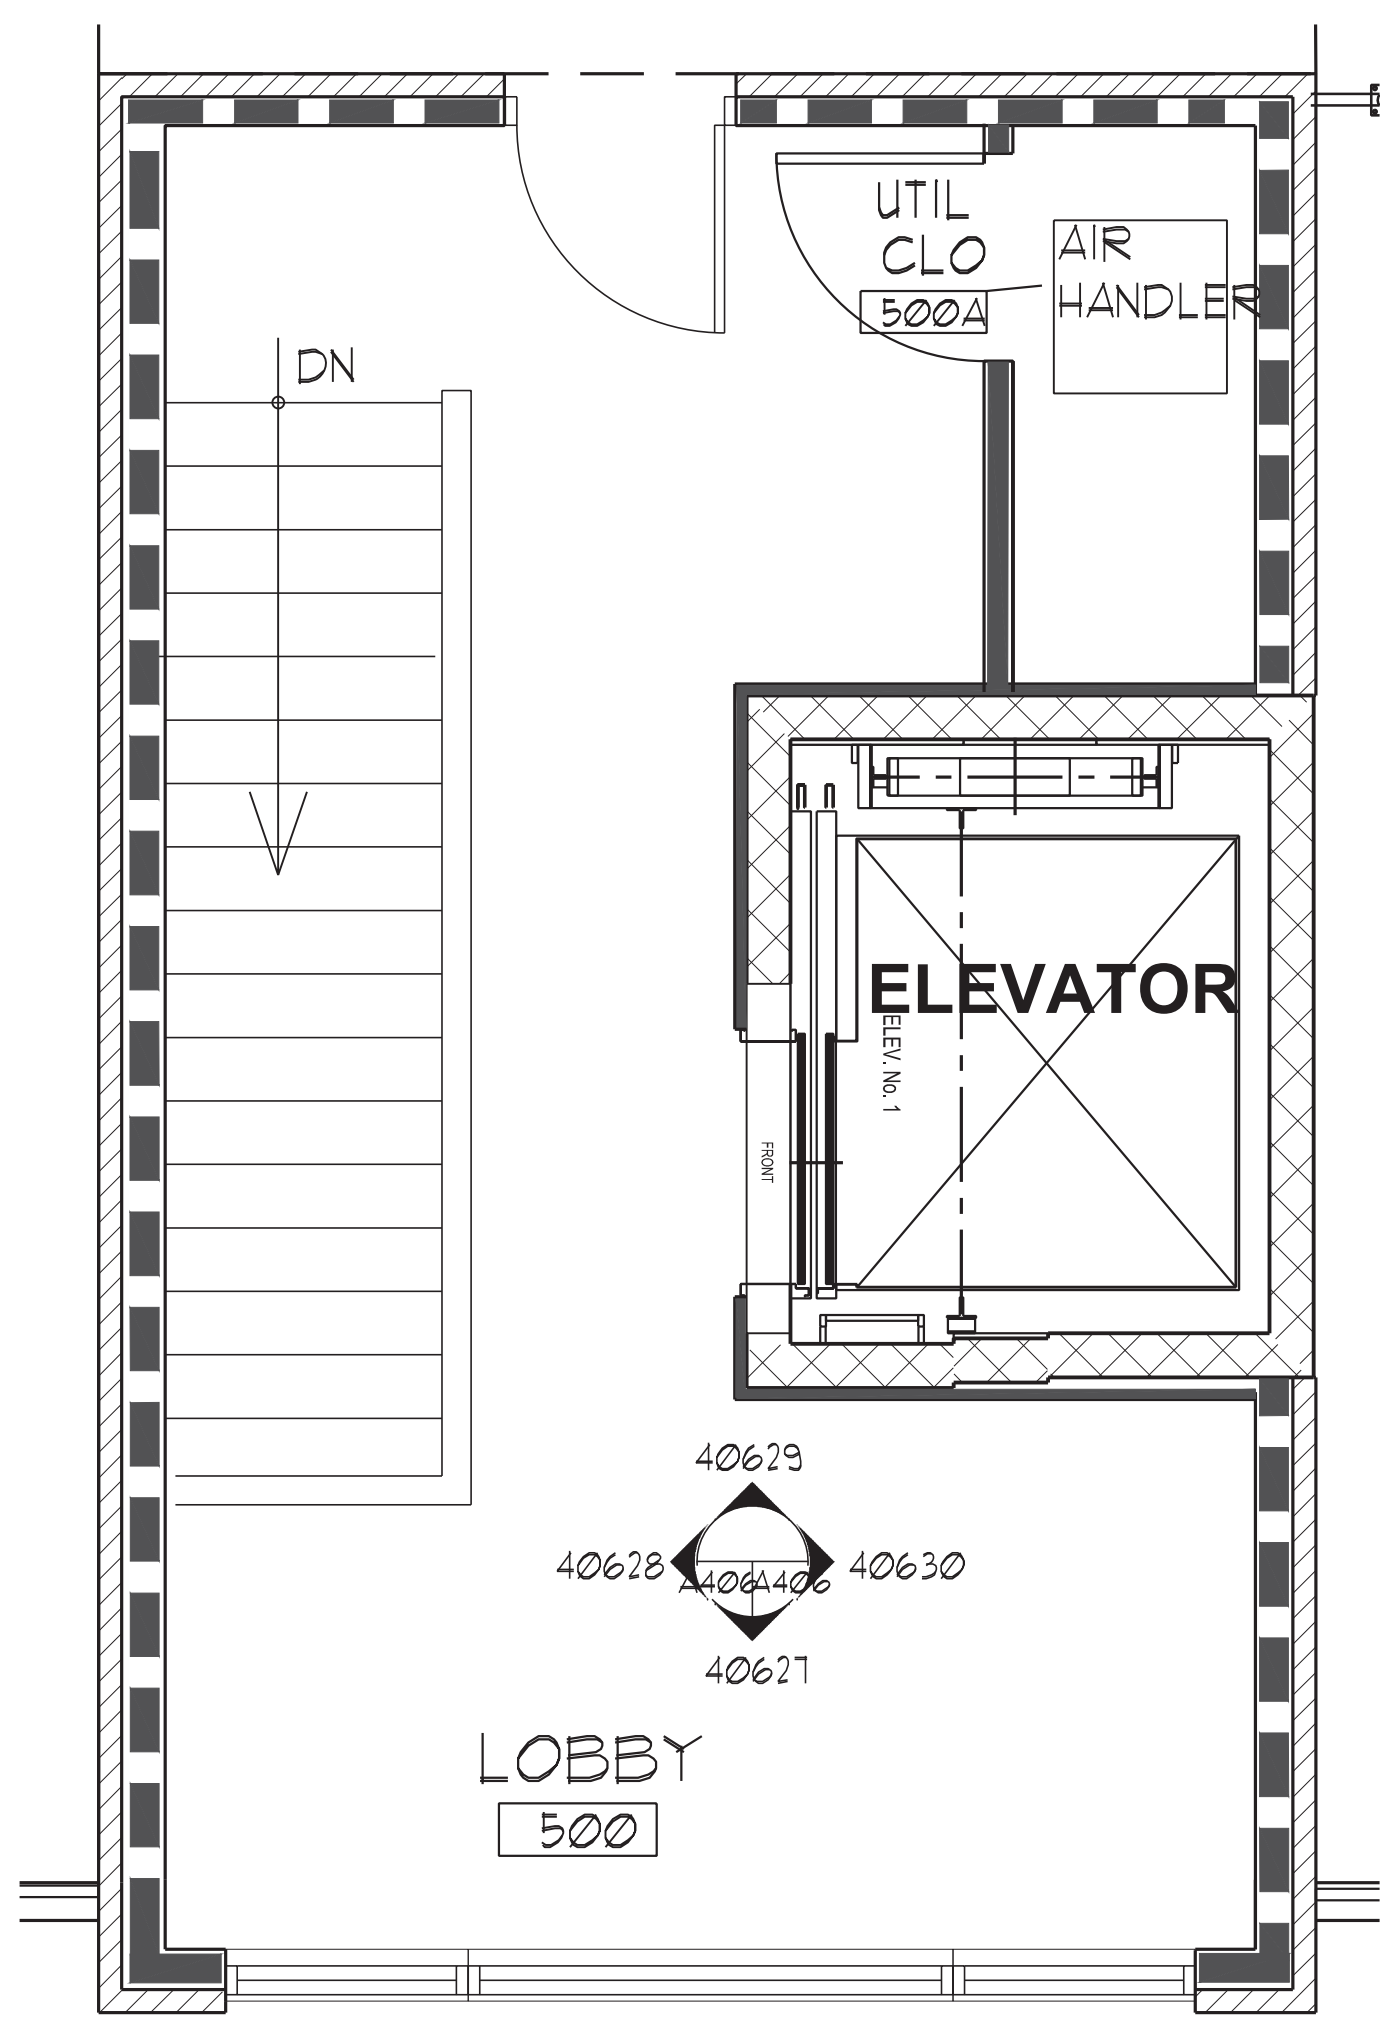 UTIL
CLO
500A
AIR
HANDLER
DN
ELEVATOR
ELEV. No. 1
FRONT
40629
40628
A406
A406
40630
40627
LOBBY
500